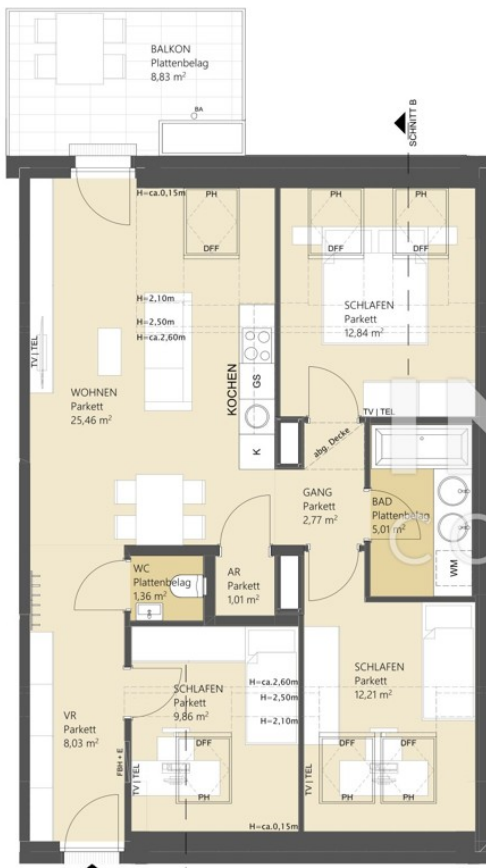 BALKON
Plattenbelag
8,83 m²
BA
SCHNITT B
H=ca.0,15m
PH
DFF
PH
DFF
PH
DFF
H=2,10m
H=2,50m
H=ca.2,60m
SCHLAFEN
Parkett
12,84 m²
TV | TEL
WOHNEN
Parkett
25,46 m²
KOCHEN
GS
K
TV | TEL
abg. Decke
GANG
Parkett
2,77 m²
BAD
Plattenbelag
5,01 m²
WM
WC
Plattenbelag
1,36 m²
AR
Parkett
1,01 m²
SCHLAFEN
Parkett
9,86 m²
H=ca.2,60m
H=2,50m
H=2,10m
SCHLAFEN
Parkett
12,21 m²
VR
Parkett
8,03 m²
FBH + E
TV | TEL
DFF
PH
TV | TEL
DFF
DFF
PH
PH
H=ca.0,15m